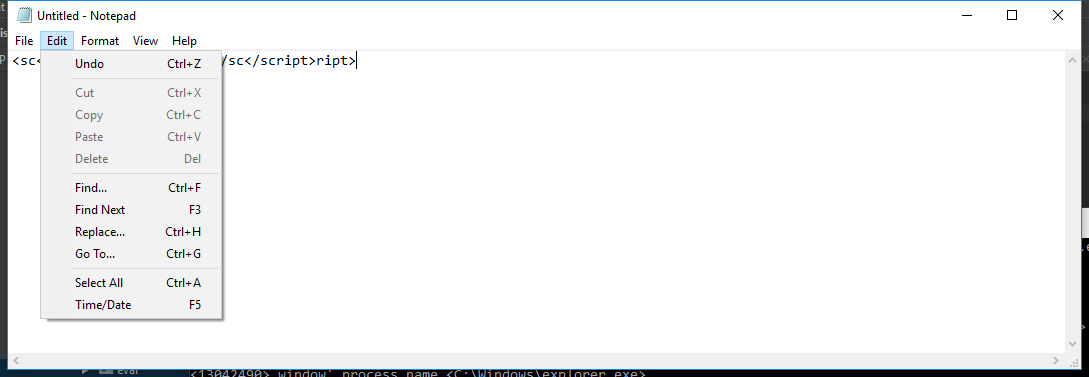 Untitled - Notepad
File Edit Format View Help
<sc< /sc</script>ript>
Undo Ctrl+Z
Cut Ctrl+X
Copy Ctrl+C
Paste Ctrl+V
Delete Del
Find... Ctrl+F
Find Next F3
Replace... Ctrl+H
Go To... Ctrl+G
Select All Ctrl+A
Time/Date F5
eval
<13042490> window' process name <C:\Windows\explorer.exe>